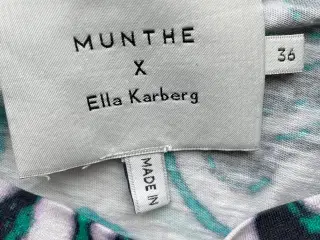 MUNTHE
X
Ella Karberg
36
MADE IN